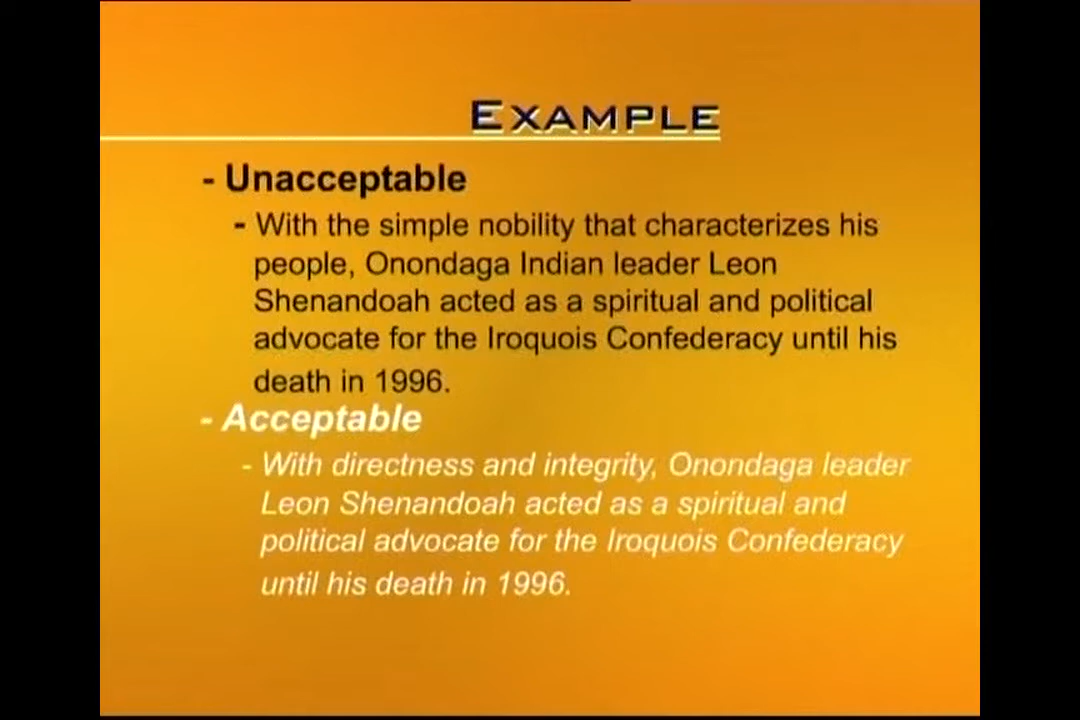 EXAMPLE
- Unacceptable
- With the simple nobility that characterizes his
people, Onondaga Indian leader Leon
Shenandoah acted as a spiritual and political
advocate for the Iroquois Confederacy until his
death in 1996.
- Acceptable
- With directness and integrity, Onondaga leader
Leon Shenandoah acted as a spiritual and
political advocate for the Iroquois Confederacy
until his death in 1996.